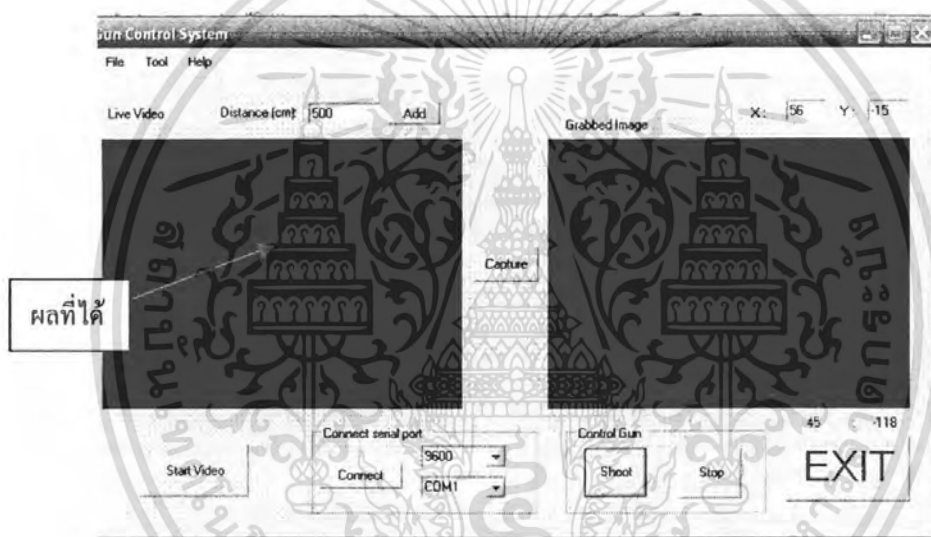 Gun Control System
File Tool Help
Live Video Distance (cm): 500 Add
Grabbed Image X: 56 Y: -15
Capture
ผลที่ได้
45 : -118
Start Video
Connect serial port
Connect 9600
COM1
Control Gun
Shoot Stop
EXIT